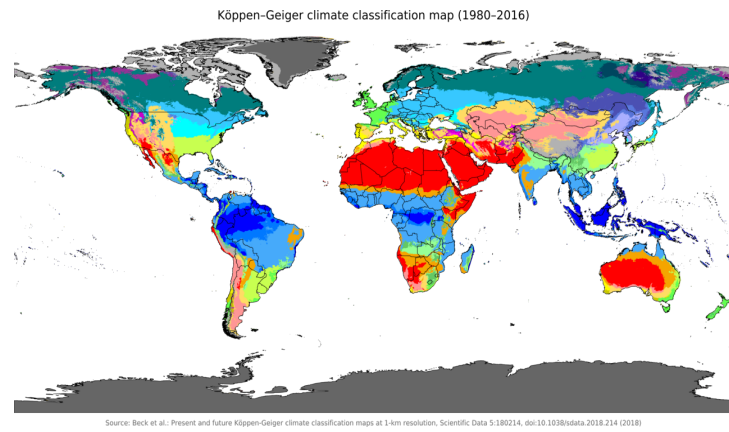 Köppen–Geiger climate classification map (1980–2016)
Source: Beck et al.: Present and future Köppen-Geiger climate classification maps at 1-km resolution, Scientific Data 5:180214, doi:10.1038/sdata.2018.214 (2018)